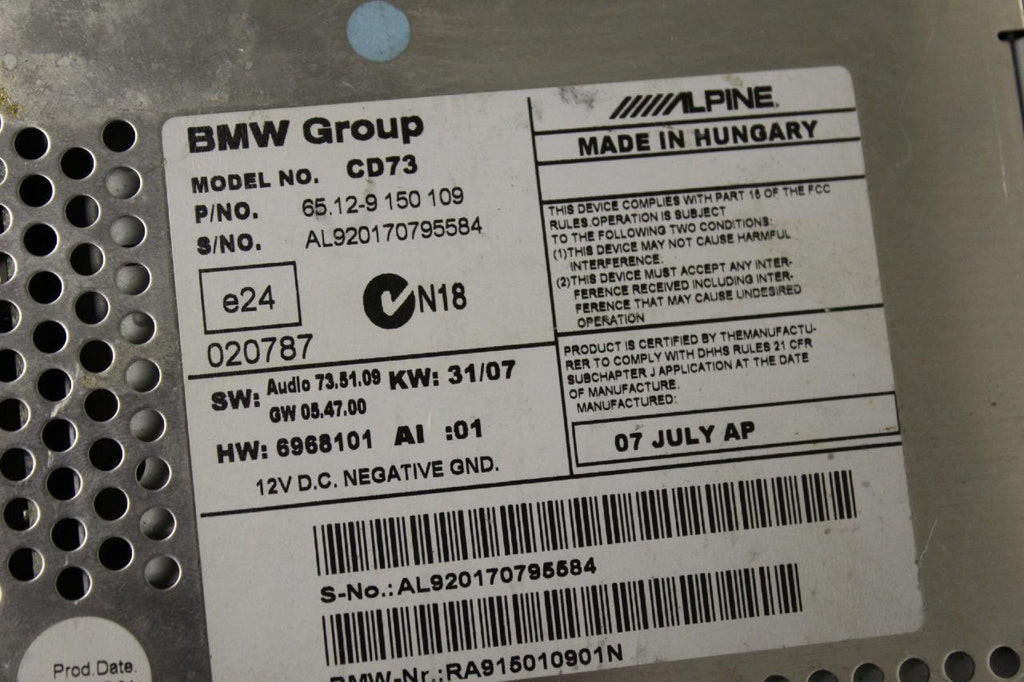 BMW Group
MODEL NO. CD73
P/NO. 65.12-9 150 109
S/NO. AL920170795584
e24
N18
020787
SW: Audio 73.51.09 KW: 31/07
GW 05.47.00
HW: 6968101 AI :01
12V D.C. NEGATIVE GND.
ALPINE
MADE IN HUNGARY
THIS DEVICE COMPLIES WITH PART 15 OF THE FCC
RULES.OPERATION IS SUBJECT
TO THE FOLLOWING TWO CONDITIONS:
(1)THIS DEVICE MAY NOT CAUSE HARMFUL
INTERFERENCE.
(2)THIS DEVICE MUST ACCEPT ANY INTER-
FERENCE RECEIVED INCLUDING INTER-
FERENCE THAT MAY CAUSE UNDESIRED
OPERATION
PRODUCT IS CERTIFIED BY THEMANUFACTU-
RER TO COMPLY WITH DHHS RULES 21 CFR
SUBCHAPTER J APPLICATION AT THE DATE
OF MANUFACTURE.
MANUFACTURED:
07 JULY AP
S-No.: AL920170795584
BMW-Nr.: RA915010901N
Prod.Date.